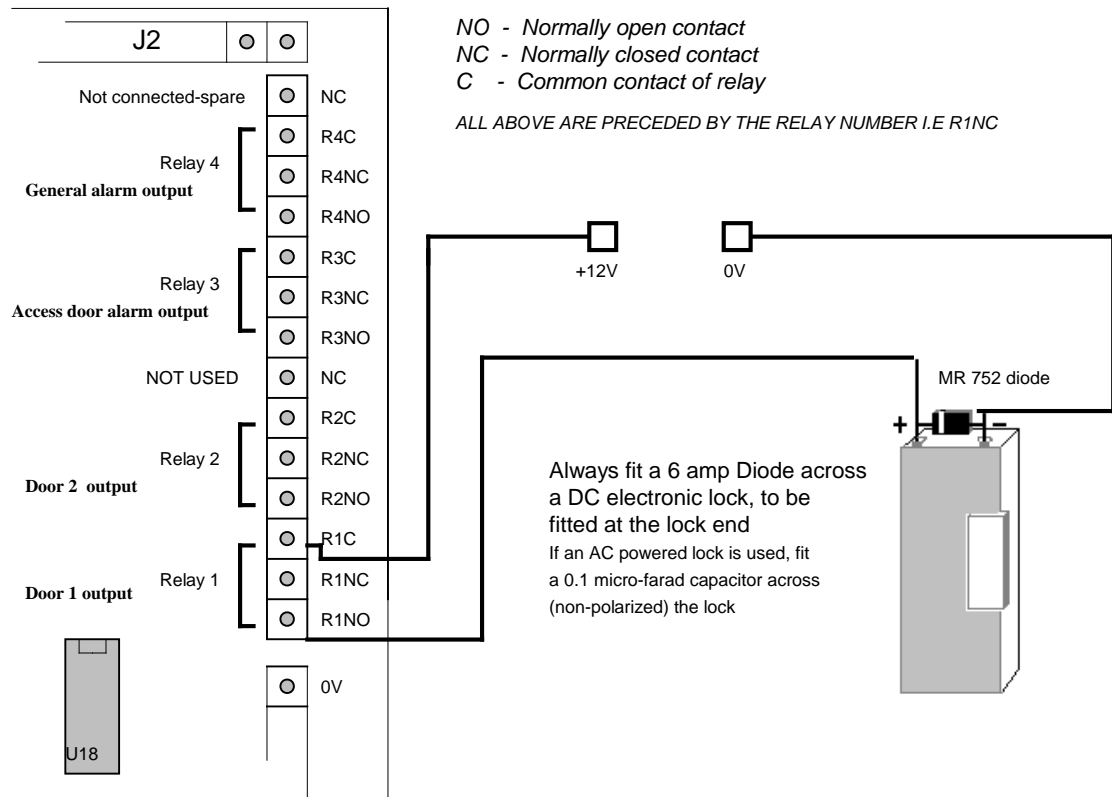 J2
NO - Normally open contact
NC - Normally closed contact
C - Common contact of relay
ALL ABOVE ARE PRECEDED BY THE RELAY NUMBER I.E R1NC
Not connected-spare
NC
R4C
Relay 4
General alarm output
R4NC
R4NO
R3C
Relay 3
Access door alarm output
R3NC
R3NO
NOT USED
NC
R2C
Relay 2
Door 2 output
R2NC
R2NO
R1C
Relay 1
Door 1 output
R1NC
R1NO
0V
U18
+12V
0V
MR 752 diode
+
–
Always fit a 6 amp Diode across
a DC electronic lock, to be
fitted at the lock end
If an AC powered lock is used, fit
a 0.1 micro-farad capacitor across
(non-polarized) the lock